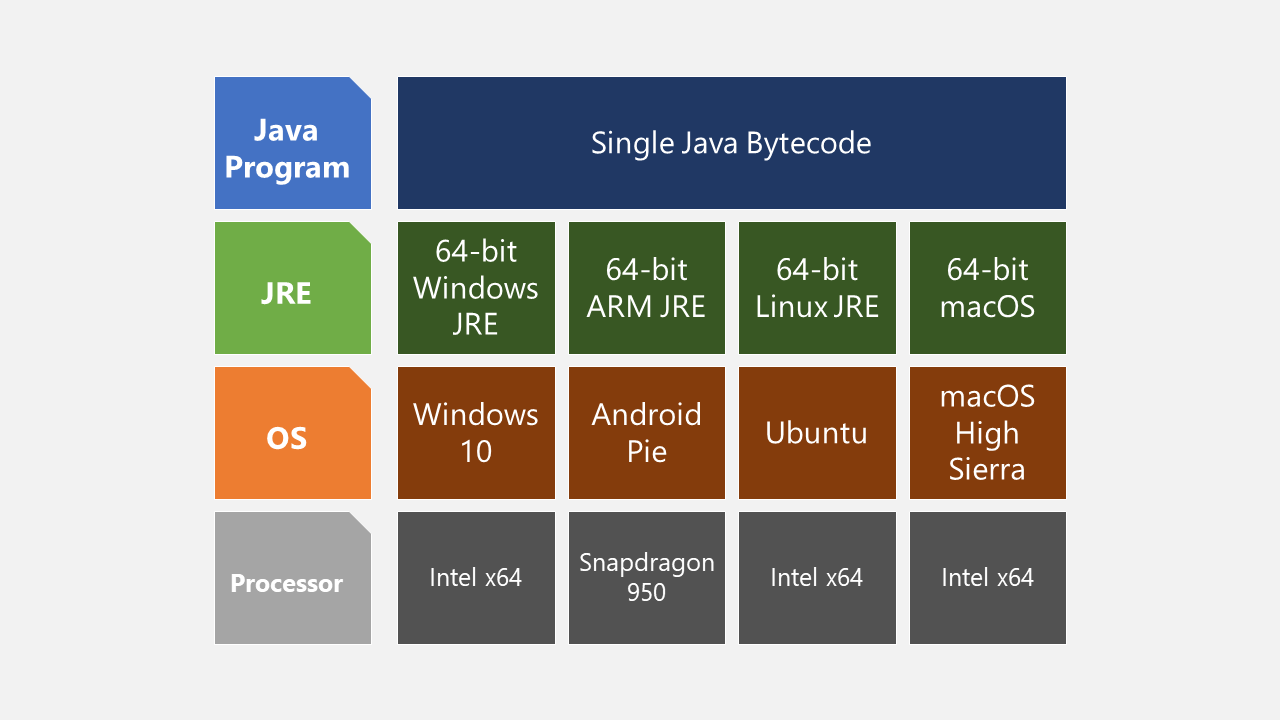 Java
Program
Single Java Bytecode
JRE
64-bit
Windows
JRE
64-bit
ARM JRE
64-bit
Linux JRE
64-bit
macOS
OS
Windows
10
Android
Pie
Ubuntu
macOS
High
Sierra
Processor
Intel x64
Snapdragon
950
Intel x64
Intel x64